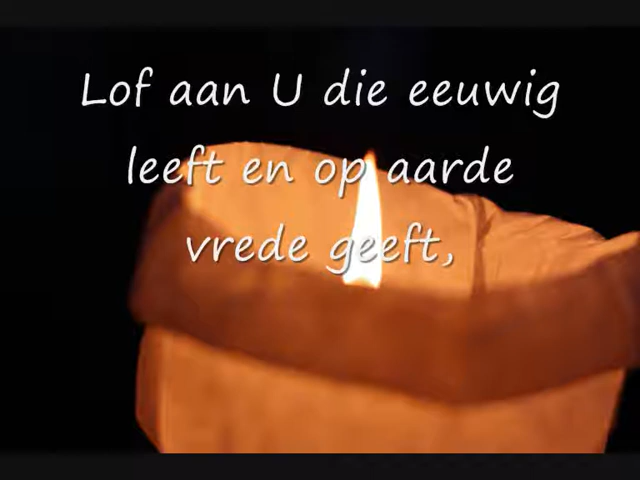 Lof aan U die eeuwig
leeft en op aarde
vrede geeft,